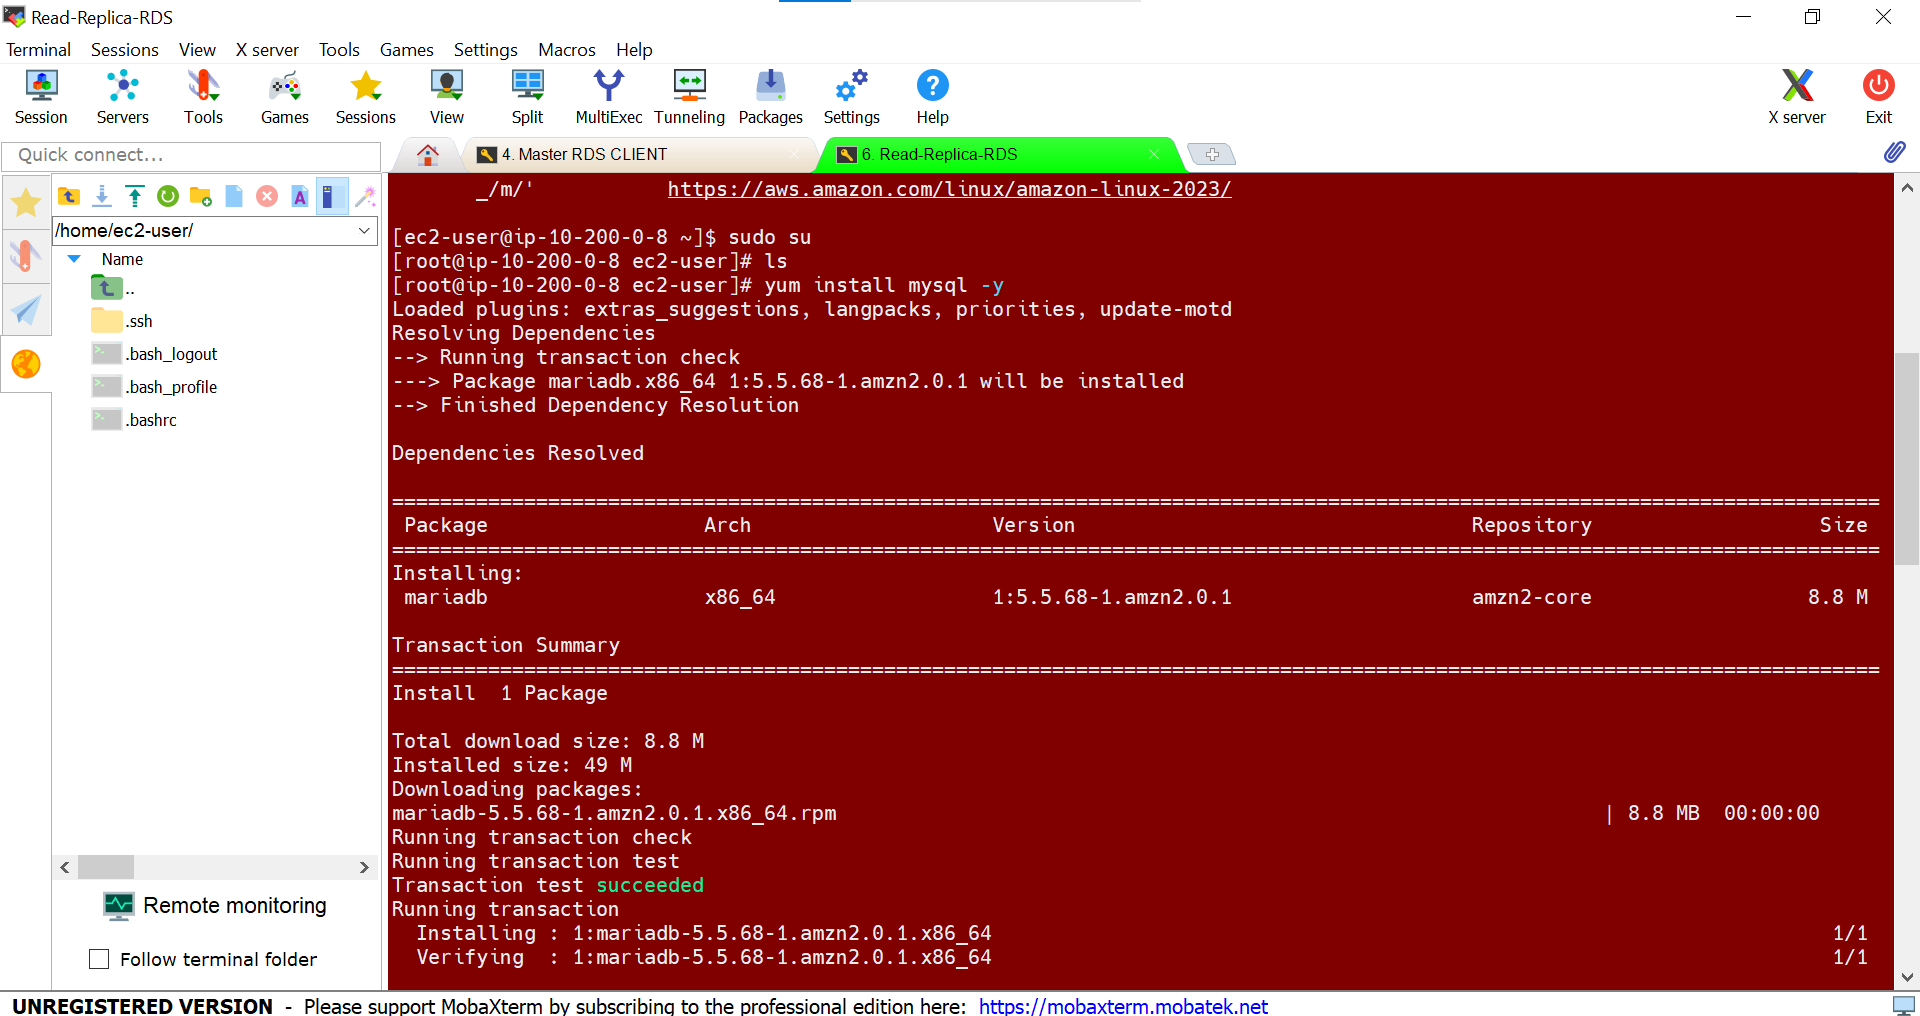 Read-Replica-RDS
Terminal Sessions View X server Tools Games Settings Macros Help
Session Servers Tools Games Sessions View Split MultiExec Tunneling Packages Settings Help X server Exit
Quick connect...
4. Master RDS CLIENT
6. Read-Replica-RDS
/home/ec2-user/
Name
..
.ssh
.bash_logout
.bash_profile
.bashrc
Remote monitoring
Follow terminal folder
_/m/' https://aws.amazon.com/linux/amazon-linux-2023/
[ec2-user@ip-10-200-0-8 ~]$ sudo su
[root@ip-10-200-0-8 ec2-user]# ls
[root@ip-10-200-0-8 ec2-user]# yum install mysql -y
Loaded plugins: extras_suggestions, langpacks, priorities, update-motd
Resolving Dependencies
--> Running transaction check
---> Package mariadb.x86_64 1:5.5.68-1.amzn2.0.1 will be installed
--> Finished Dependency Resolution
Dependencies Resolved
================================================================================
Package Arch Version Repository Size
================================================================================
Installing:
mariadb x86_64 1:5.5.68-1.amzn2.0.1 amzn2-core 8.8 M
Transaction Summary
================================================================================
Install 1 Package
Total download size: 8.8 M
Installed size: 49 M
Downloading packages:
mariadb-5.5.68-1.amzn2.0.1.x86_64.rpm | 8.8 MB 00:00:00
Running transaction check
Running transaction test
Transaction test succeeded
Running transaction
Installing : 1:mariadb-5.5.68-1.amzn2.0.1.x86_64 1/1
Verifying : 1:mariadb-5.5.68-1.amzn2.0.1.x86_64 1/1
UNREGISTERED VERSION - Please support MobaXterm by subscribing to the professional edition here: https://mobaxterm.mobatek.net